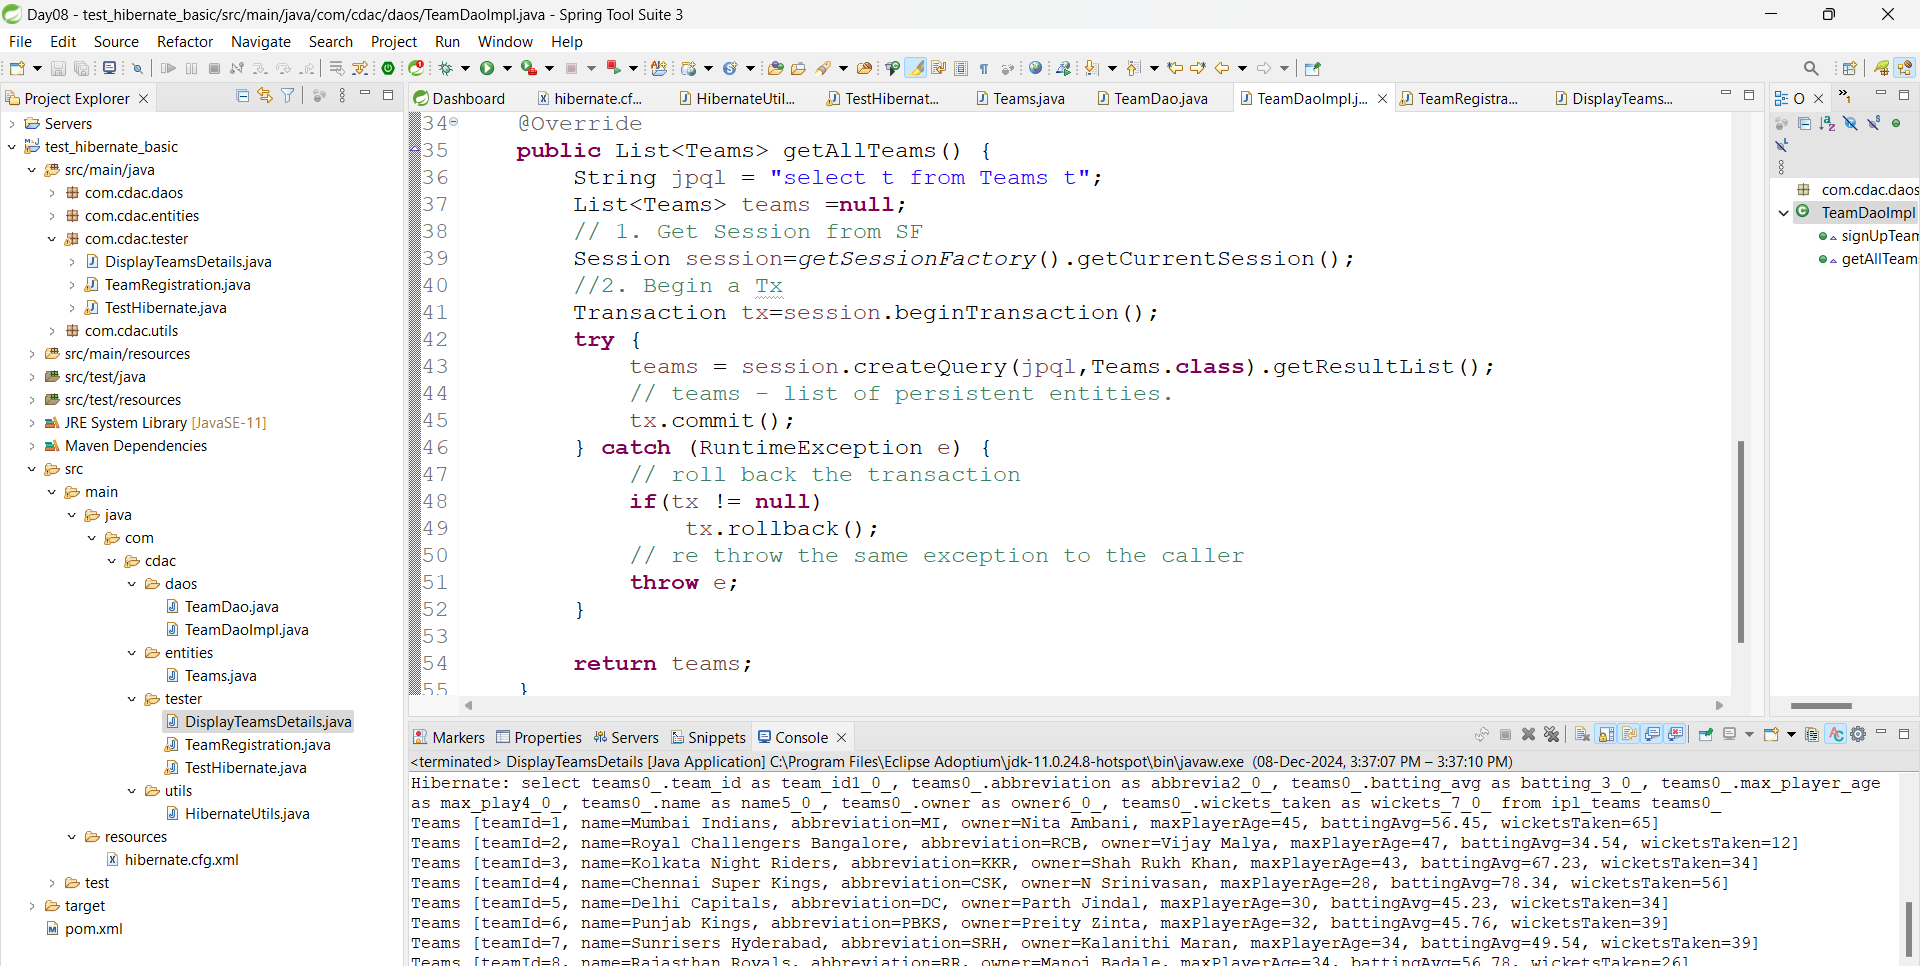 Day08 - test_hibernate_basic/src/main/java/com/cdac/daos/TeamDaoImpl.java - Spring Tool Suite 3
File Edit Source Refactor Navigate Search Project Run Window Help
Project Explorer
Servers
test_hibernate_basic
src/main/java
com.cdac.daos
com.cdac.entities
com.cdac.tester
DisplayTeamsDetails.java
TeamRegistration.java
TestHibernate.java
com.cdac.utils
src/main/resources
src/test/java
src/test/resources
JRE System Library [JavaSE-11]
Maven Dependencies
src
main
java
com
cdac
daos
TeamDao.java
TeamDaoImpl.java
entities
Teams.java
tester
DisplayTeamsDetails.java
TeamRegistration.java
TestHibernate.java
utils
HibernateUtils.java
resources
hibernate.cfg.xml
test
target
pom.xml
Dashboard hibernate.cf... HibernateUtil... TestHibernat... Teams.java TeamDao.java TeamDaoImpl.j... TeamRegistra... DisplayTeams...
34 @Override
35 public List<Teams> getAllTeams() {
36 String jpql = "select t from Teams t";
37 List<Teams> teams =null;
38 // 1. Get Session from SF
39 Session session=getSessionFactory().getCurrentSession();
40 //2. Begin a Tx
41 Transaction tx=session.beginTransaction();
42 try {
43 teams = session.createQuery(jpql,Teams.class).getResultList();
44 // teams - list of persistent entities.
45 tx.commit();
46 } catch (RuntimeException e) {
47 // roll back the transaction
48 if(tx != null)
49 tx.rollback();
50 // re throw the same exception to the caller
51 throw e;
52 }
53
54 return teams;
55 }
O
1
com.cdac.daos
TeamDaoImpl
signUpTeam
getAllTeam
Markers Properties Servers Snippets Console
<terminated> DisplayTeamsDetails [Java Application] C:\Program Files\Eclipse Adoptium\jdk-11.0.24.8-hotspot\bin\javaw.exe (08-Dec-2024, 3:37:07 PM – 3:37:10 PM)
Hibernate: select teams0_.team_id as team_id1_0_, teams0_.abbreviation as abbrevia2_0_, teams0_.batting_avg as batting_3_0_, teams0_.max_player_age
as max_play4_0_, teams0_.name as name5_0_, teams0_.owner as owner6_0_, teams0_.wickets_taken as wickets_7_0_ from ipl_teams teams0_
Teams [teamId=1, name=Mumbai Indians, abbreviation=MI, owner=Nita Ambani, maxPlayerAge=45, battingAvg=56.45, wicketsTaken=65]
Teams [teamId=2, name=Royal Challengers Bangalore, abbreviation=RCB, owner=Vijay Malya, maxPlayerAge=47, battingAvg=34.54, wicketsTaken=12]
Teams [teamId=3, name=Kolkata Night Riders, abbreviation=KKR, owner=Shah Rukh Khan, maxPlayerAge=43, battingAvg=67.23, wicketsTaken=34]
Teams [teamId=4, name=Chennai Super Kings, abbreviation=CSK, owner=N Srinivasan, maxPlayerAge=28, battingAvg=78.34, wicketsTaken=56]
Teams [teamId=5, name=Delhi Capitals, abbreviation=DC, owner=Parth Jindal, maxPlayerAge=30, battingAvg=45.23, wicketsTaken=34]
Teams [teamId=6, name=Punjab Kings, abbreviation=PBKS, owner=Preity Zinta, maxPlayerAge=32, battingAvg=45.76, wicketsTaken=39]
Teams [teamId=7, name=Sunrisers Hyderabad, abbreviation=SRH, owner=Kalanithi Maran, maxPlayerAge=34, battingAvg=49.54, wicketsTaken=39]
Teams [teamId=8, name=Rajasthan Royals, abbreviation=RR, owner=Manoj Badale, maxPlayerAge=34, battingAvg=56.78, wicketsTaken=26]